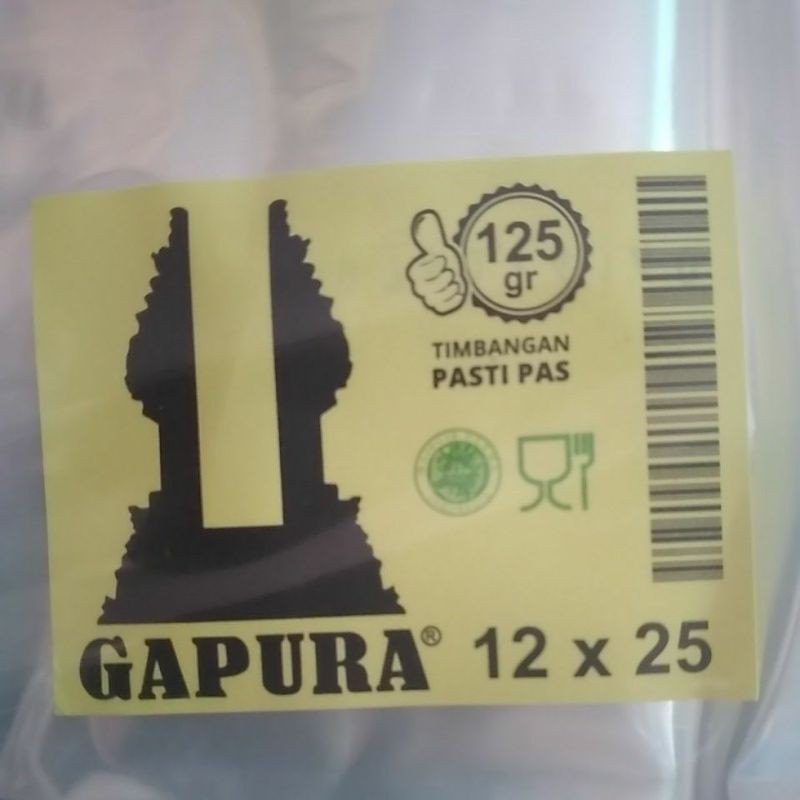 125
gr
TIMBANGAN
PASTI PAS
GAPURA® 12 x 25